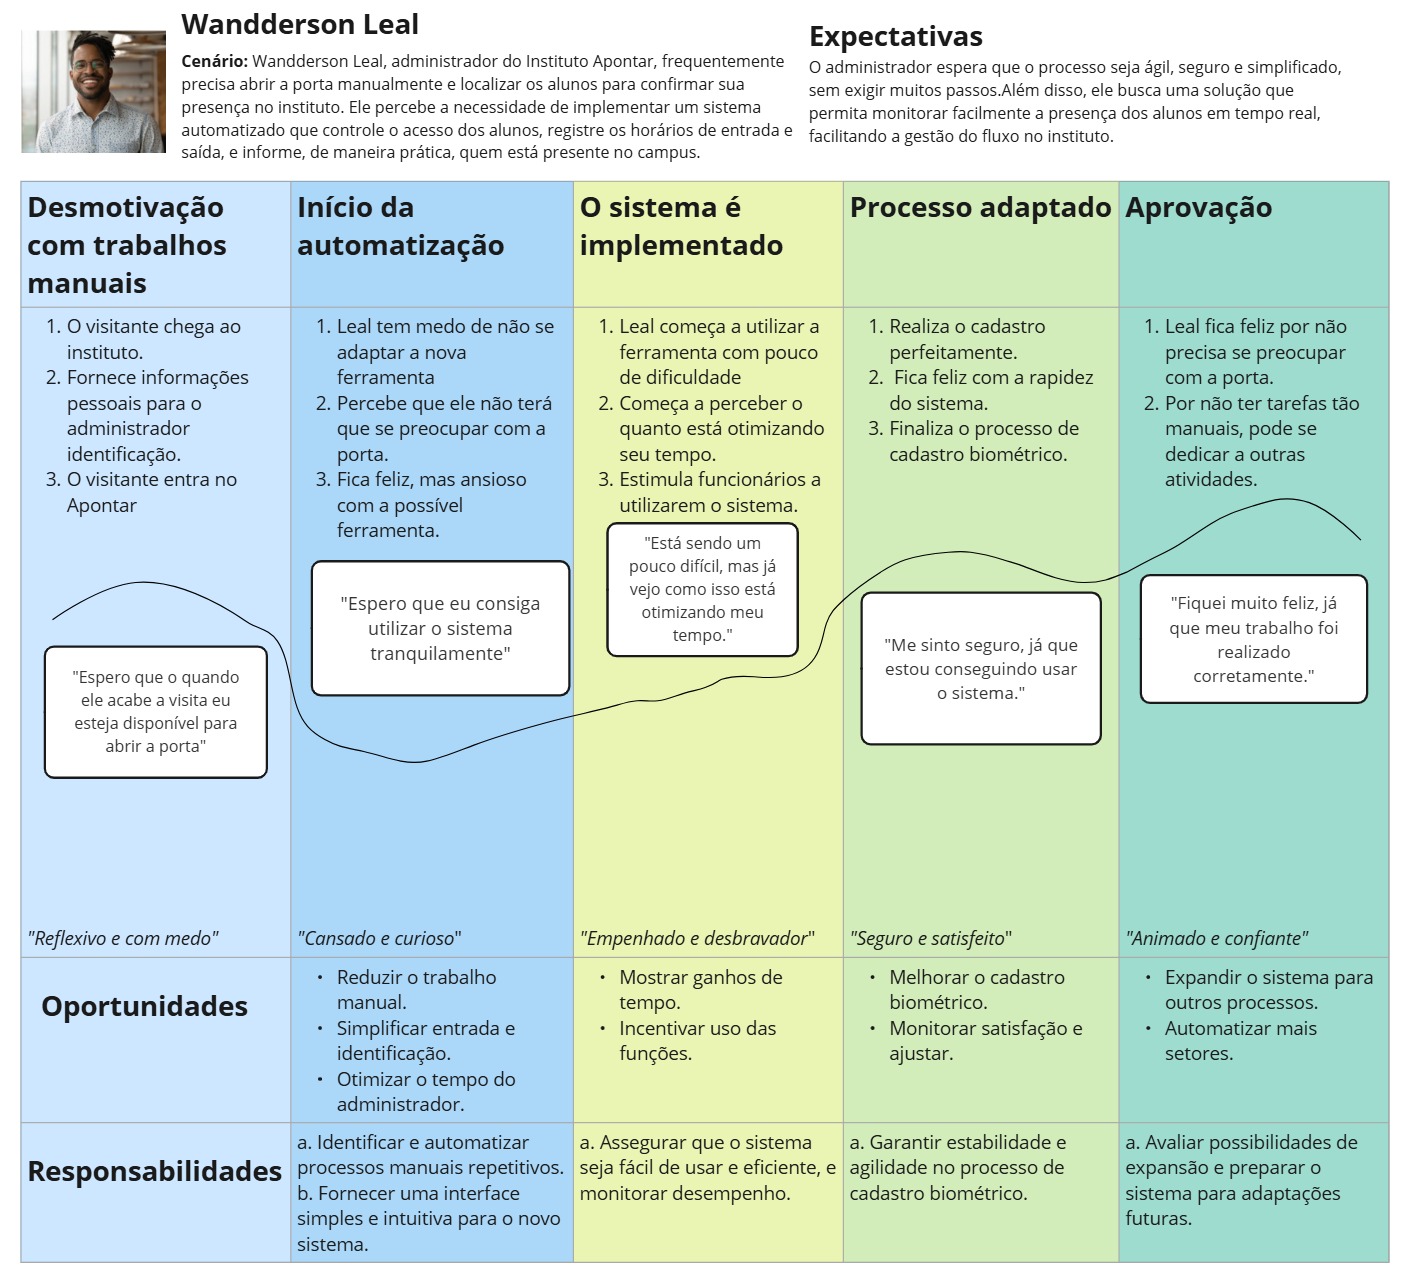 Wandderson Leal
Cenário: Wandderson Leal, administrador do Instituto Apontar, frequentemente
precisa abrir a porta manualmente e localizar os alunos para confirmar sua
presença no instituto. Ele percebe a necessidade de implementar um sistema
automatizado que controle o acesso dos alunos, registre os horários de entrada e
saída, e informe, de maneira prática, quem está presente no campus.
Expectativas
O administrador espera que o processo seja ágil, seguro e simplificado,
sem exigir muitos passos.Além disso, ele busca uma solução que
permita monitorar facilmente a presença dos alunos em tempo real,
facilitando a gestão do fluxo no instituto.
Desmotivação
com trabalhos
manuais
Início da
automatização
O sistema é
implementado
Processo adaptado
Aprovação
1. O visitante chega ao
instituto.
2. Fornece informações
pessoais para o
administrador
identificação.
3. O visitante entra no
Apontar
"Espero que o quando
ele acabe a visita eu
esteja disponível para
abrir a porta"
"Reflexivo e com medo"
1. Leal tem medo de não se
adaptar a nova
ferramenta
2. Percebe que ele não terá
que se preocupar com a
porta.
3. Fica feliz, mas ansioso
com a possível
ferramenta.
"Espero que eu consiga
utilizar o sistema
tranquilamente"
"Cansado e curioso"
1. Leal começa a utilizar a
ferramenta com pouco
de dificuldade
2. Começa a perceber o
quanto está otimizando
seu tempo.
3. Estimula funcionários a
utilizarem o sistema.
"Está sendo um
pouco difícil, mas já
vejo como isso está
otimizando meu
tempo."
"Empenhado e desbravador"
1. Realiza o cadastro
perfeitamente.
2. Fica feliz com a rapidez
do sistema.
3. Finaliza o processo de
cadastro biométrico.
"Me sinto seguro, já que
estou conseguindo usar
o sistema."
"Seguro e satisfeito"
1. Leal fica feliz por não
precisa se preocupar
com a porta.
2. Por não ter tarefas tão
manuais, pode se
dedicar a outras
atividades.
"Fiquei muito feliz, já
que meu trabalho foi
realizado
corretamente."
"Animado e confiante"
Oportunidades
• Reduzir o trabalho
manual.
• Simplificar entrada e
identificação.
• Otimizar o tempo do
administrador.
• Mostrar ganhos de
tempo.
• Incentivar uso das
funções.
• Melhorar o cadastro
biométrico.
• Monitorar satisfação e
ajustar.
• Expandir o sistema para
outros processos.
• Automatizar mais
setores.
Responsabilidades
a. Identificar e automatizar
processos manuais repetitivos.
b. Fornecer uma interface
simples e intuitiva para o novo
sistema.
a. Assegurar que o sistema
seja fácil de usar e eficiente, e
monitorar desempenho.
a. Garantir estabilidade e
agilidade no processo de
cadastro biométrico.
a. Avaliar possibilidades de
expansão e preparar o
sistema para adaptações
futuras.